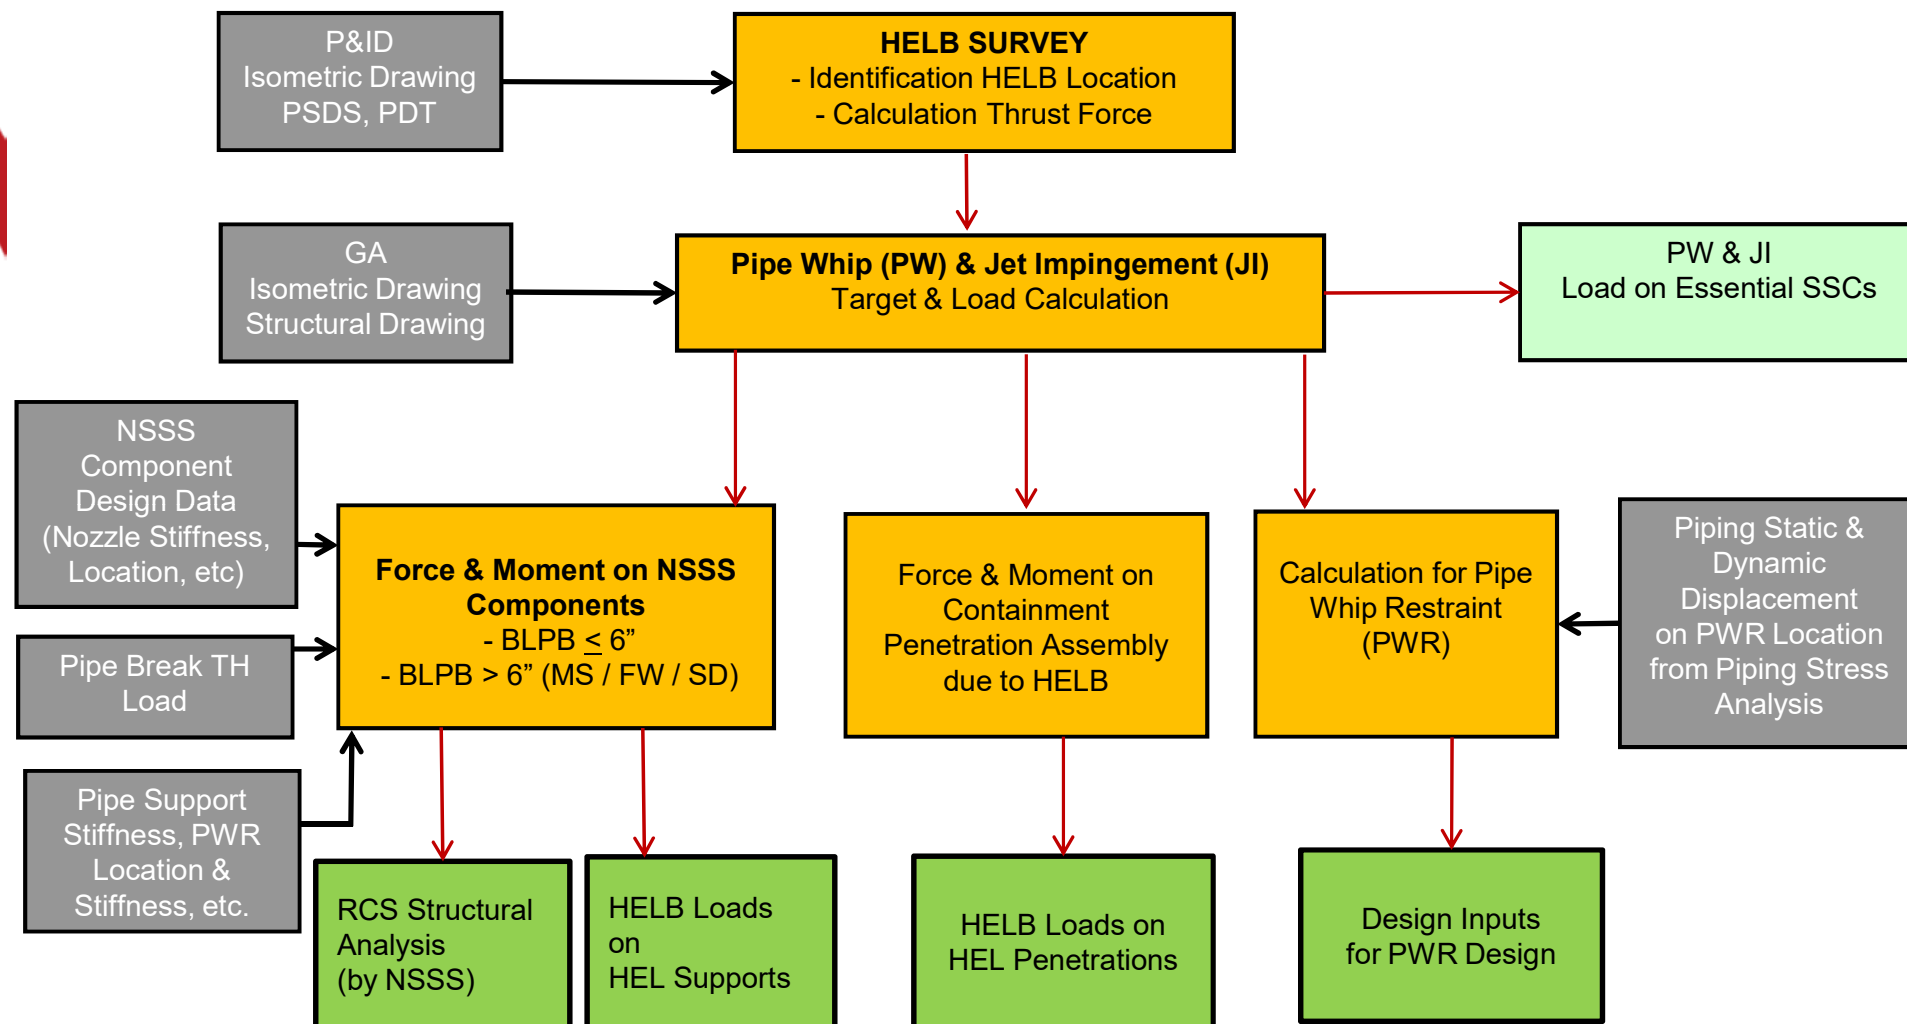 P&ID
Isometric Drawing
PSDS, PDT
HELB SURVEY
- Identification HELB Location
- Calculation Thrust Force
GA
Isometric Drawing
Structural Drawing
Pipe Whip (PW) & Jet Impingement (JI)
Target & Load Calculation
PW & JI
Load on Essential SSCs
NSSS
Component
Design Data
(Nozzle Stiffness,
Location, etc)
Pipe Break TH
Load
Pipe Support
Stiffness, PWR
Location &
Stiffness, etc.
Force & Moment on NSSS
Components
- BLPB ≤ 6”
- BLPB > 6” (MS / FW / SD)
Force & Moment on
Containment
Penetration Assembly
due to HELB
Calculation for Pipe
Whip Restraint
(PWR)
Piping Static &
Dynamic
Displacement
on PWR Location
from Piping Stress
Analysis
RCS Structural
Analysis
(by NSSS)
HELB Loads
on
HEL Supports
HELB Loads on
HEL Penetrations
Design Inputs
for PWR Design